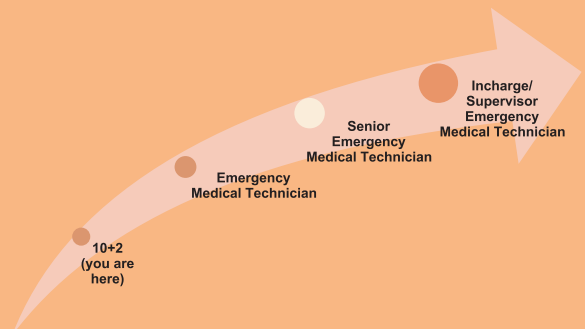 10+2
(you are
here)
Emergency
Medical Technician
Senior
Emergency
Medical Technician
Incharge/
Supervisor
Emergency
Medical Technician